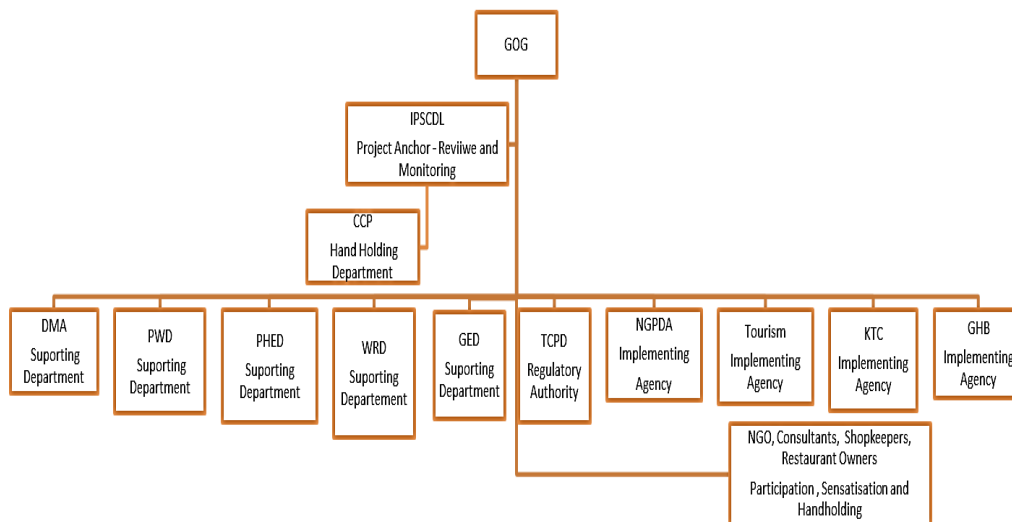 GOG
IPSCDL
Project Anchor - Reviiwe and
Monitoring
CCP
Hand Holding
Department
DMA
Suporting
Department
PWD
Suporting
Department
PHED
Suporting
Department
WRD
Suporting
Departement
GED
Suporting
Department
TCPD
Regulatory
Authority
NGPDA
Implementing
Agency
Tourism
Implementing
Agency
KTC
Implementing
Agency
GHB
Implementing
Agency
NGO, Consultants, Shopkeepers,
Restaurant Owners
Participation , Sensatisation and
Handholding